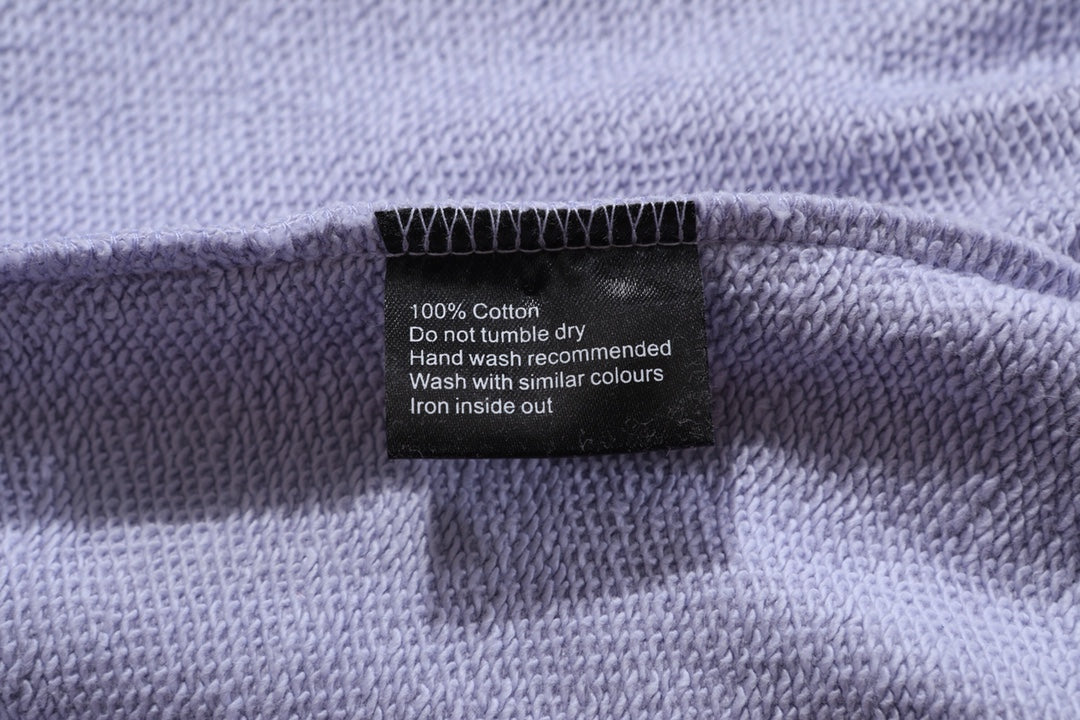 100% Cotton
Do not tumble dry
Hand wash recommended
Wash with similar colours
Iron inside out